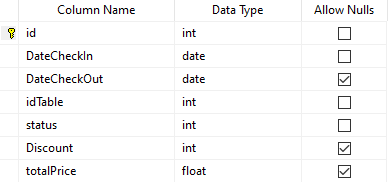 Column Name Data Type Allow Nulls
id int
DateCheckIn date
DateCheckOut date
idTable int
status int
Discount int
totalPrice float